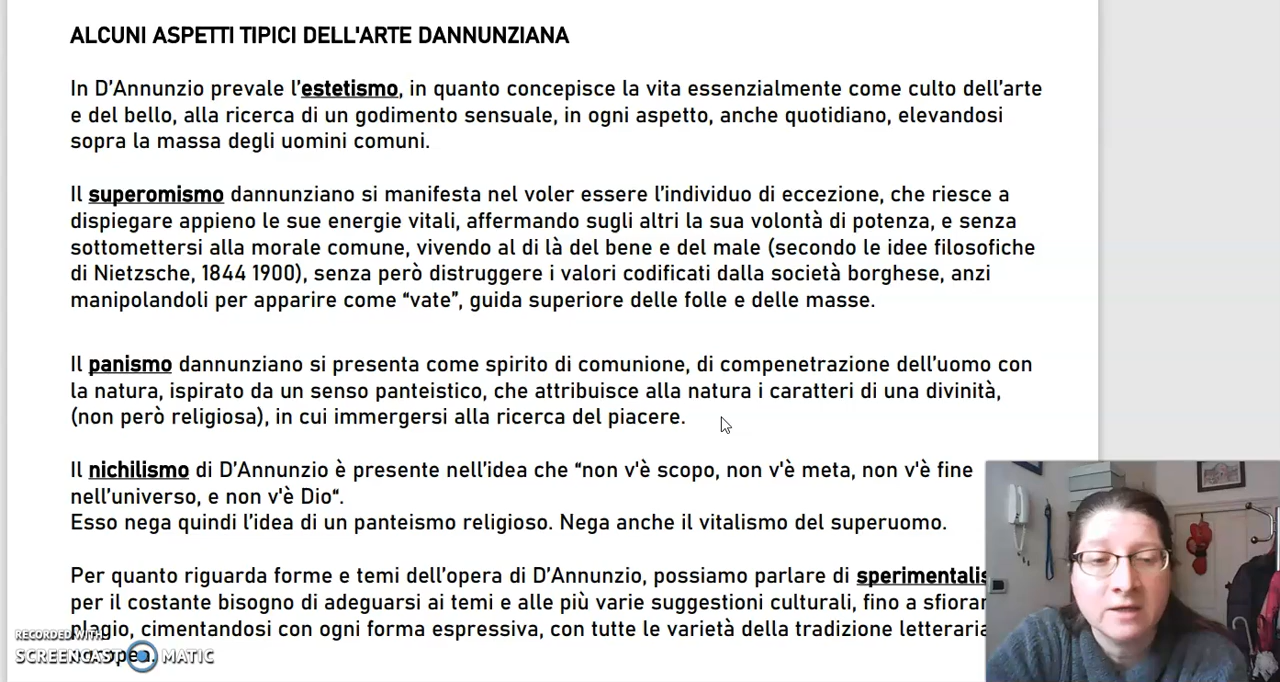 ALCUNI ASPETTI TIPICI DELL'ARTE DANNUNZIANA
In D’Annunzio prevale l’estetismo, in quanto concepisce la vita essenzialmente come culto dell’arte
e del bello, alla ricerca di un godimento sensuale, in ogni aspetto, anche quotidiano, elevandosi
sopra la massa degli uomini comuni.
Il superomismo dannunziano si manifesta nel voler essere l’individuo di eccezione, che riesce a
dispiegare appieno le sue energie vitali, affermando sugli altri la sua volontà di potenza, e senza
sottomettersi alla morale comune, vivendo al di là del bene e del male (secondo le idee filosofiche
di Nietzsche, 1844 1900), senza però distruggere i valori codificati dalla società borghese, anzi
manipolandoli per apparire come “vate”, guida superiore delle folle e delle masse.
Il panismo dannunziano si presenta come spirito di comunione, di compenetrazione dell’uomo con
la natura, ispirato da un senso panteistico, che attribuisce alla natura i caratteri di una divinità,
(non però religiosa), in cui immergersi alla ricerca del piacere.
Il nichilismo di D’Annunzio è presente nell’idea che “non v'è scopo, non v'è meta, non v'è fine
nell’universo, e non v'è Dio“.
Esso nega quindi l’idea di un panteismo religioso. Nega anche il vitalismo del superuomo.
Per quanto riguarda forme e temi dell’opera di D’Annunzio, possiamo parlare di
per il costante bisogno di adeguarsi ai temi e alle più varie suggestioni culturali, fino a
cimentandosi con ogni forma espressiva, con tutte le varietà della tradizione letteraria
RECORDED WITH
SCREENCAST MATIC